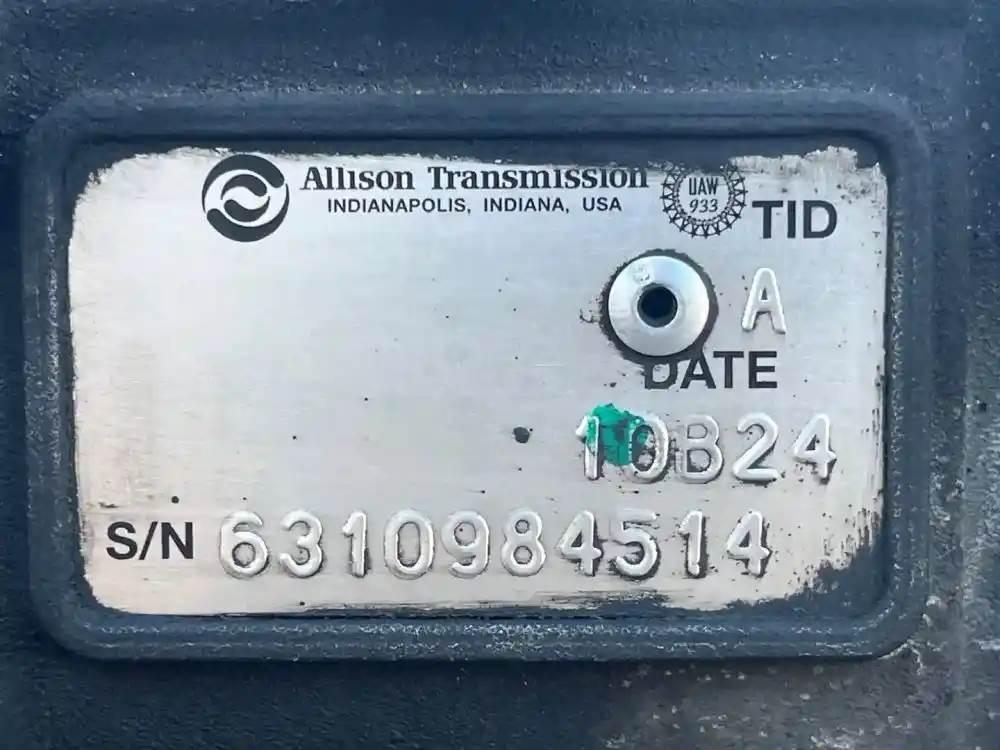 Allison Transmission
INDIANAPOLIS, INDIANA, USA
UAW
933
TID
A
DATE
10B24
S/N 6310984514